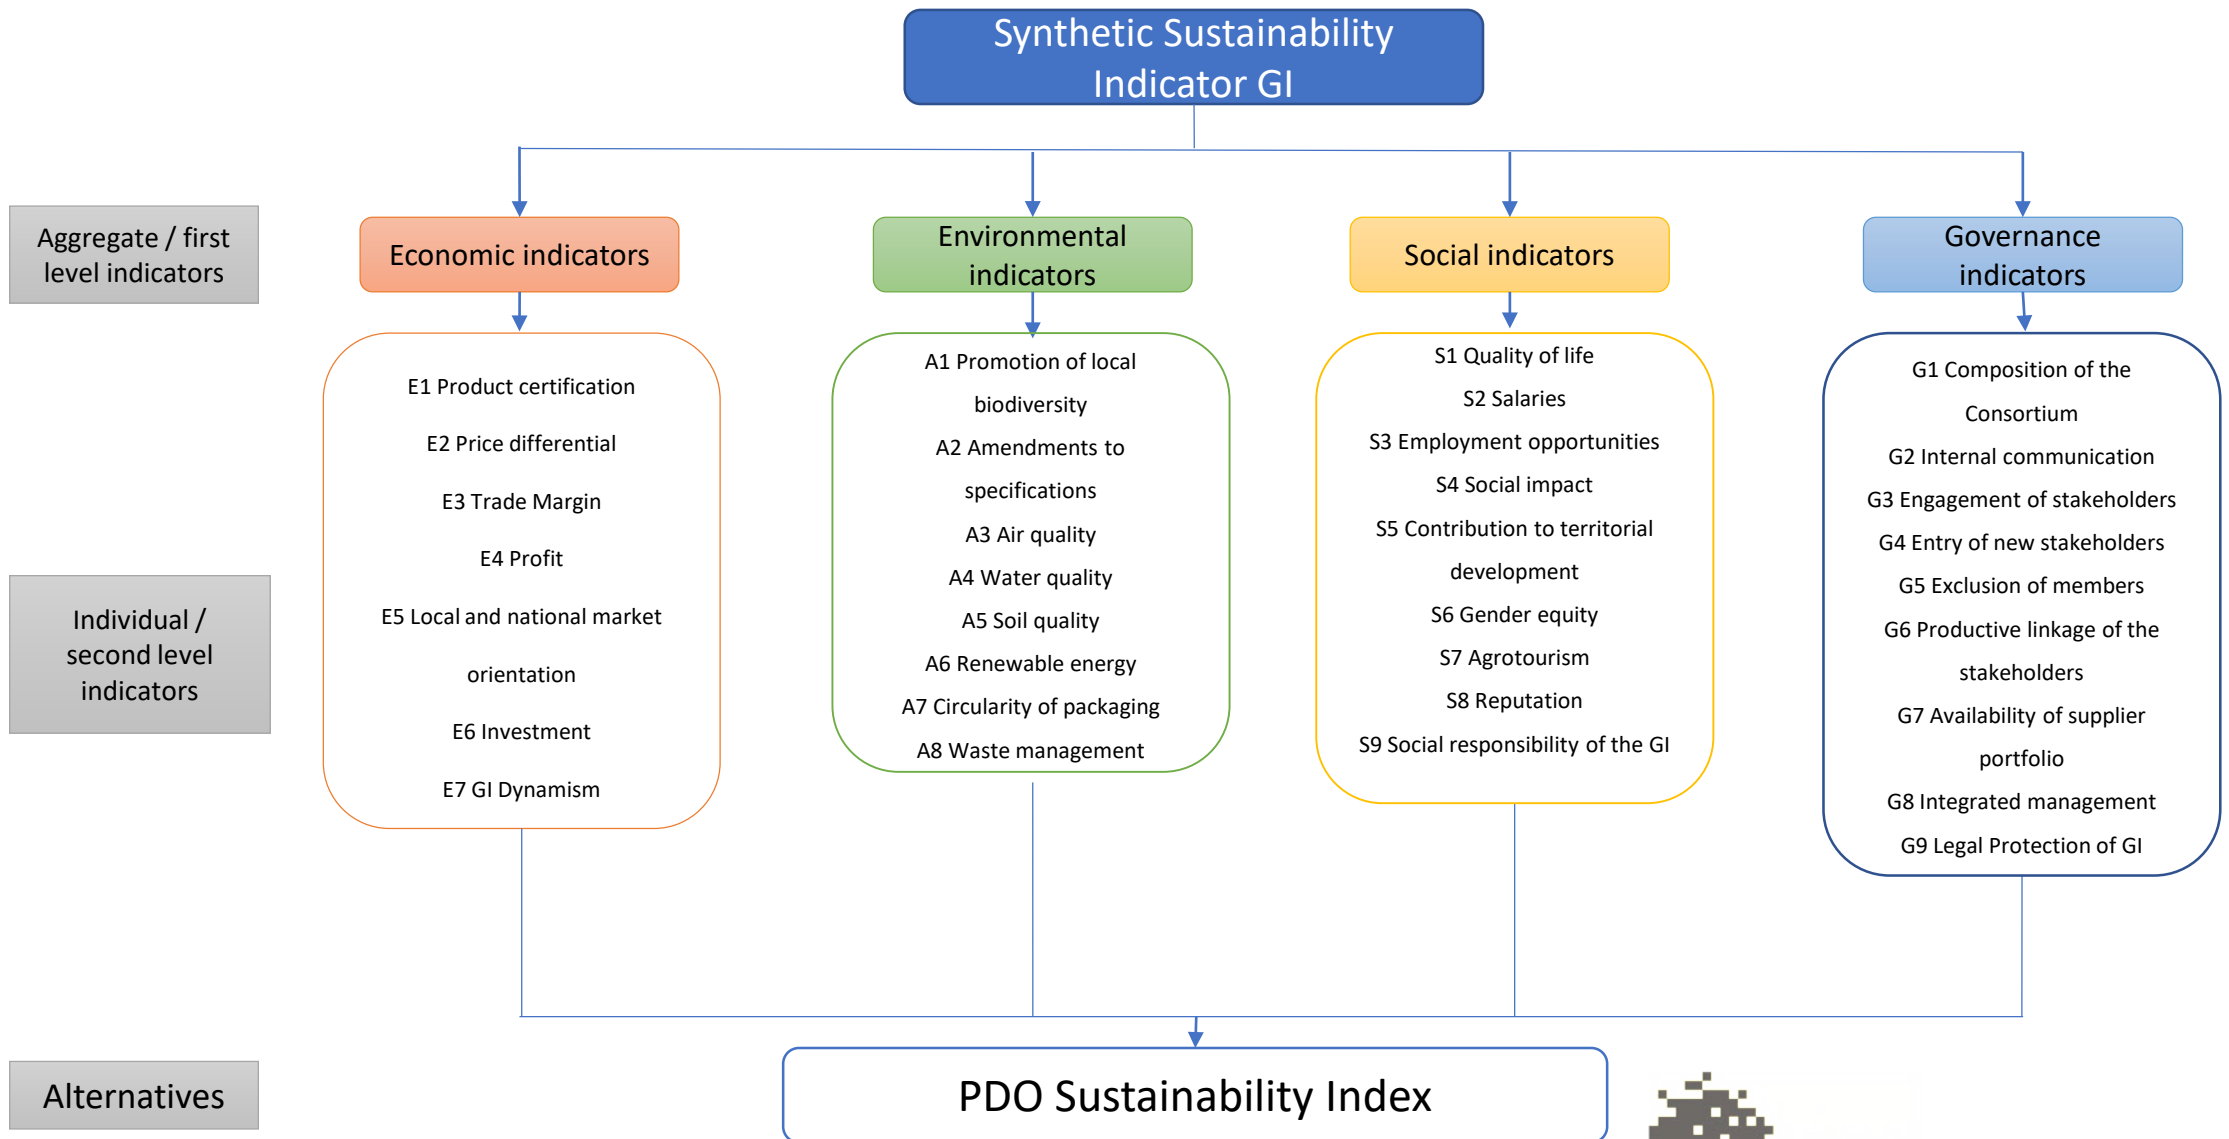 Synthetic Sustainability
Indicator GI
Aggregate / first
level indicators
Economic indicators
Environmental
indicators
Social indicators
Governance
indicators
Individual /
second level
indicators
E1 Product certification
E2 Price differential
E3 Trade Margin
E4 Profit
E5 Local and national market
orientation
E6 Investment
E7 GI Dynamism
A1 Promotion of local
biodiversity
A2 Amendments to
specifications
A3 Air quality
A4 Water quality
A5 Soil quality
A6 Renewable energy
A7 Circularity of packaging
A8 Waste management
S1 Quality of life
S2 Salaries
S3 Employment opportunities
S4 Social impact
S5 Contribution to territorial
development
S6 Gender equity
S7 Agrotourism
S8 Reputation
S9 Social responsibility of the GI
G1 Composition of the
Consortium
G2 Internal communication
G3 Engagement of stakeholders
G4 Entry of new stakeholders
G5 Exclusion of members
G6 Productive linkage of the
stakeholders
G7 Availability of supplier
portfolio
G8 Integrated management
G9 Legal Protection of GI
Alternatives
PDO Sustainability Index